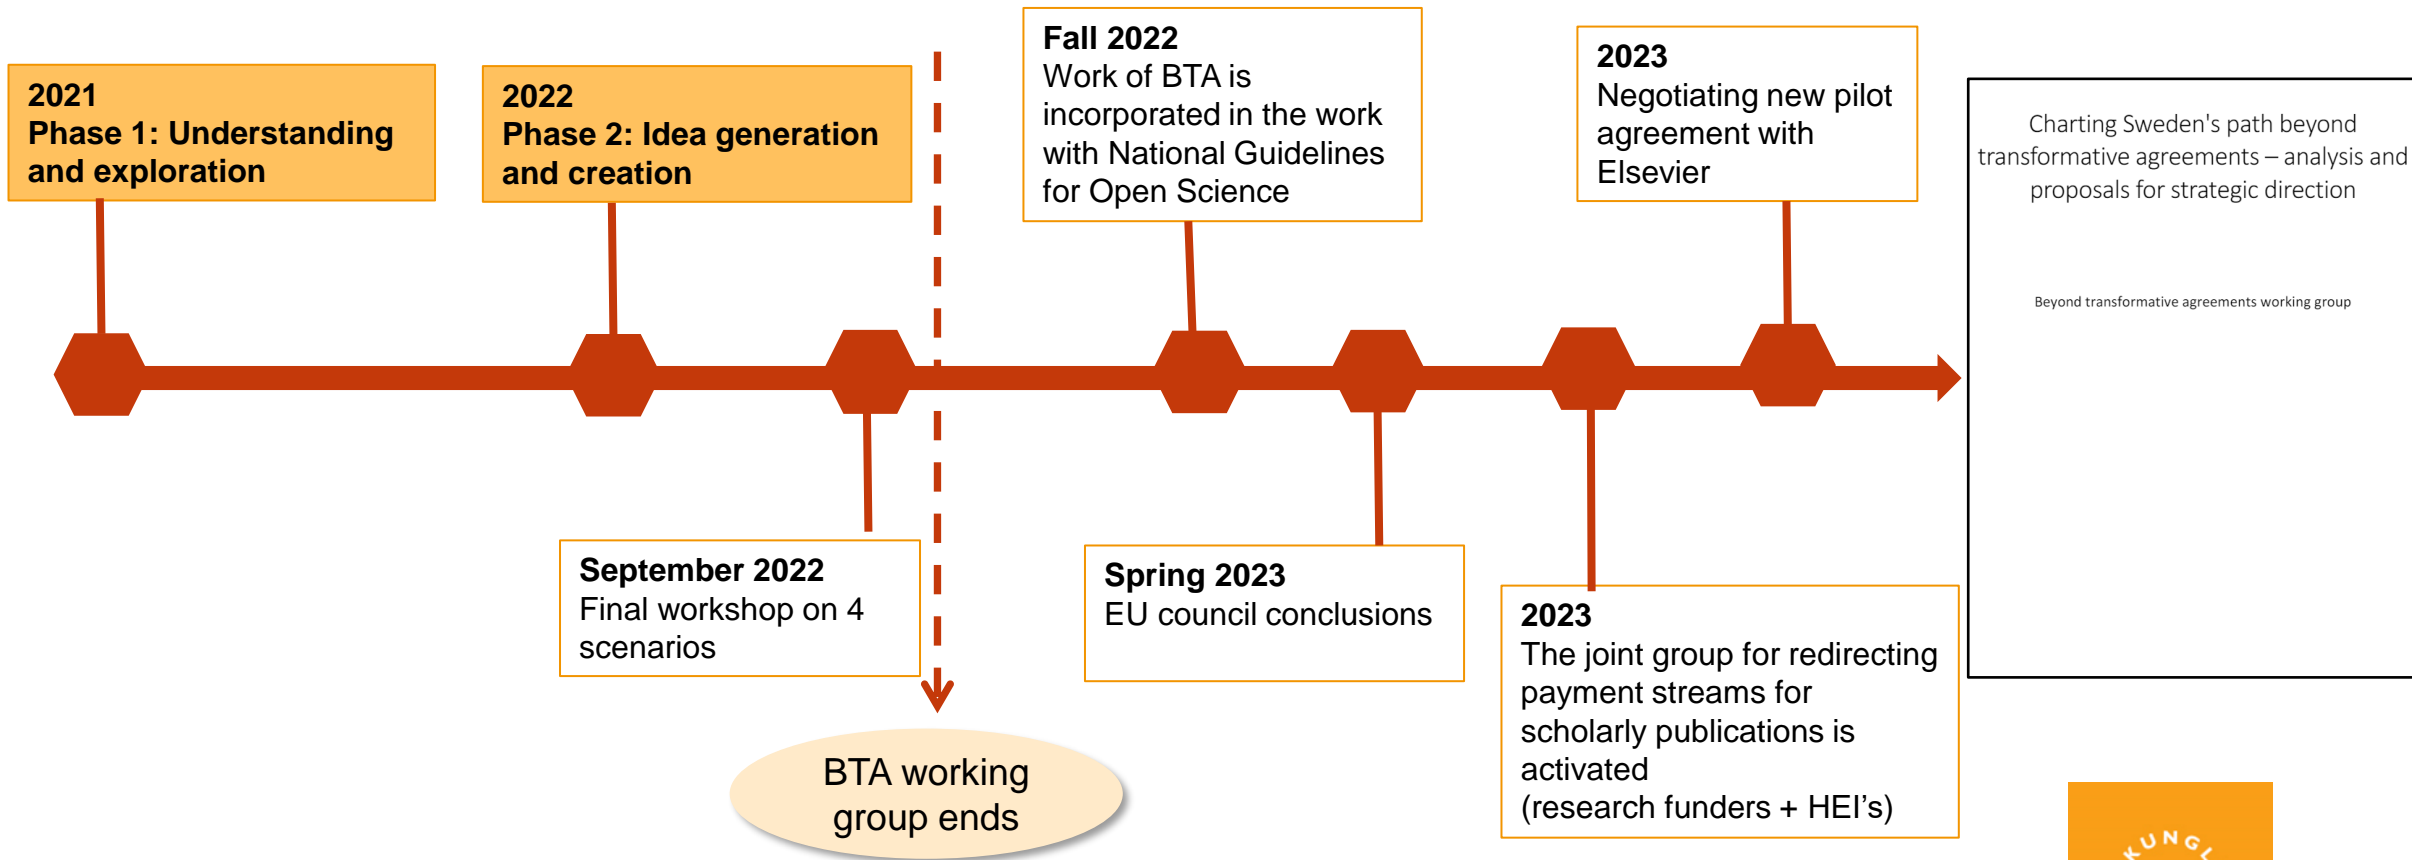 2021
Phase 1: Understanding
and exploration
2022
Phase 2: Idea generation
and creation
Fall 2022
Work of BTA is
incorporated in the work
with National Guidelines
for Open Science
2023
Negotiating new pilot
agreement with
Elsevier
Charting Sweden's path beyond
transformative agreements – analysis and
proposals for strategic direction
Beyond transformative agreements working group
September 2022
Final workshop on 4
scenarios
Spring 2023
EU council conclusions
2023
The joint group for redirecting
payment streams for
scholarly publications is
activated
(research funders + HEI's)
BTA working
group ends
KUNGL